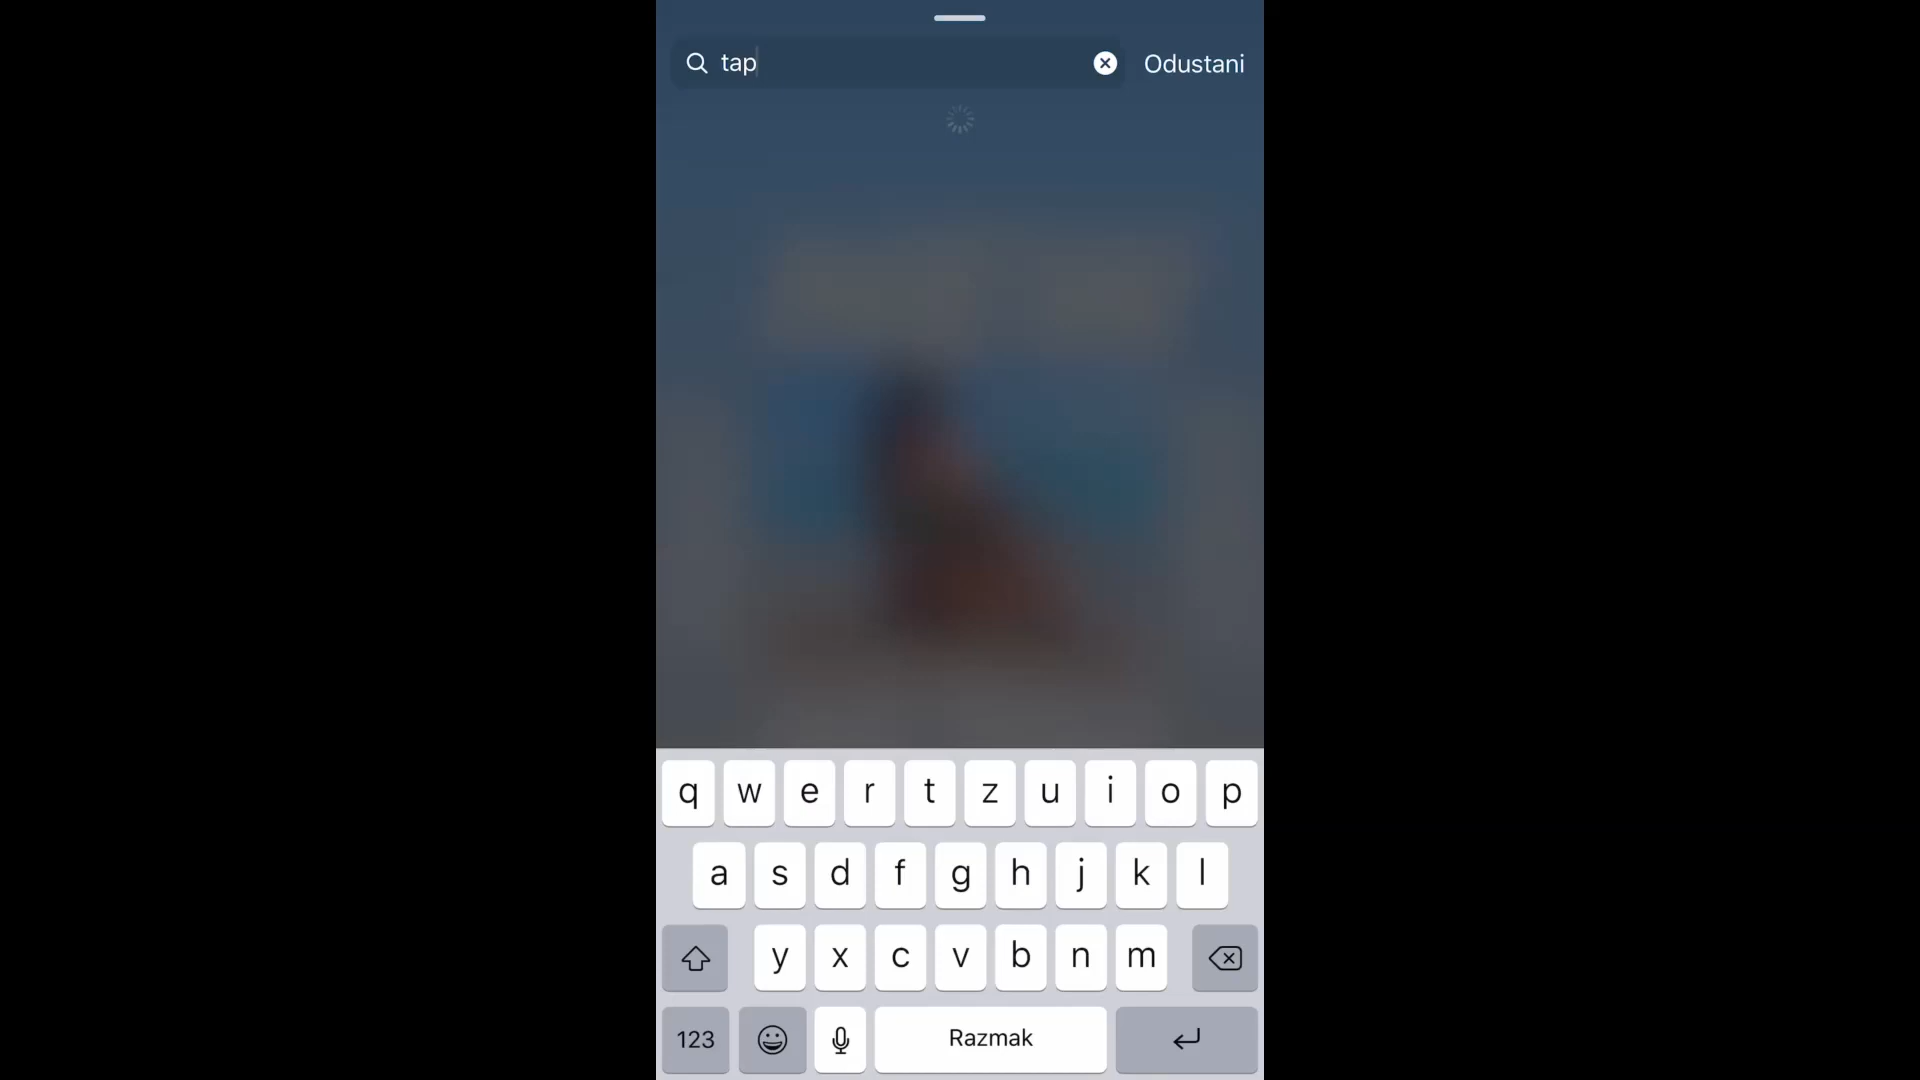 tap
Odustani
q w e r t z u i o p
a s d f g h j k l
y x c v b n m
123 Razmak